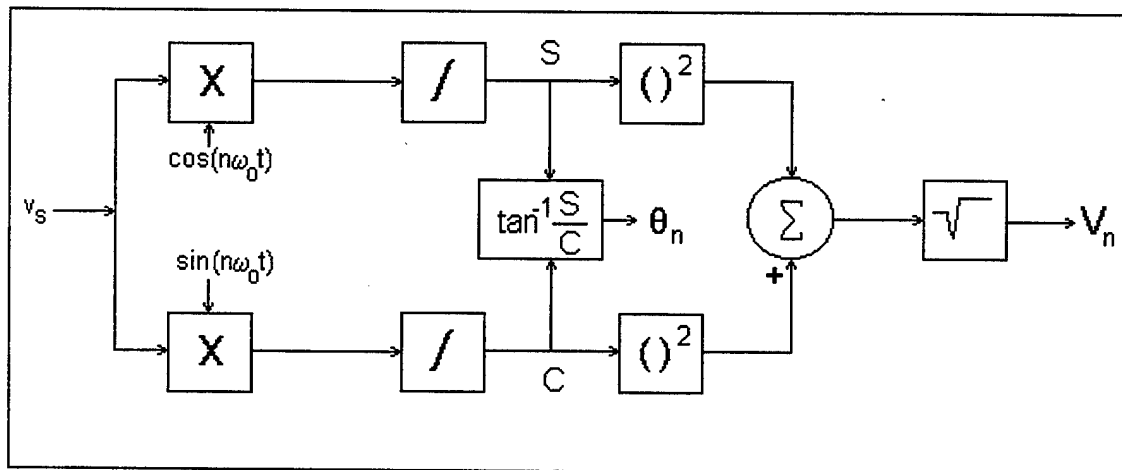 X
∫
S
( )²
cos(nω₀t)
vₛ
tan⁻¹ S/C
θₙ
Σ
√
Vₙ
sin(nω₀t)
+
X
∫
C
( )²